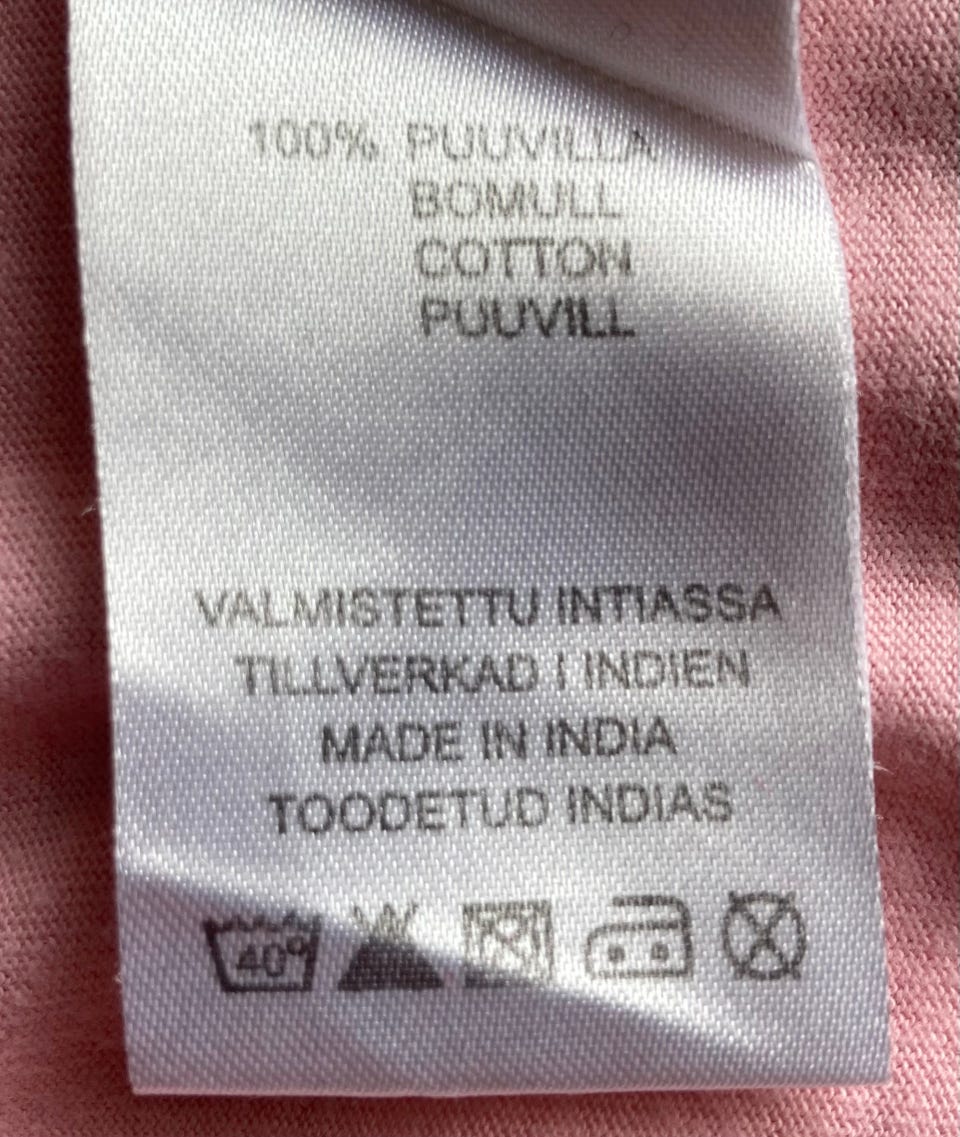 100% PUUVILLA
BOMULL
COTTON
PUUVILL
VALMISTETTU INTIASSA
TILLVERKAD I INDIEN
MADE IN INDIA
TOODETUD INDIAS
40°